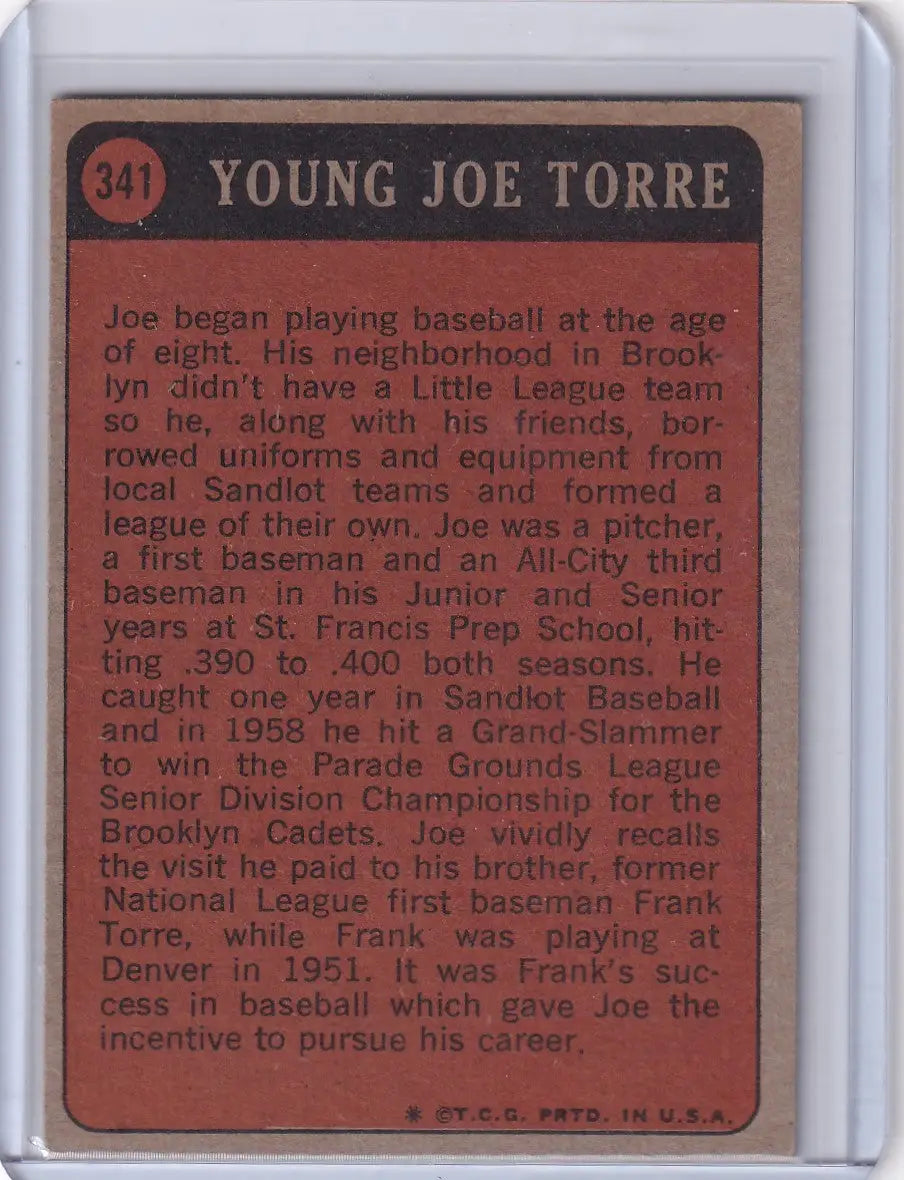 341 YOUNG JOE TORRE
Joe began playing baseball at the age
of eight. His neighborhood in Brook-
lyn didn't have a Little League team
so he, along with his friends, bor-
rowed uniforms and equipment from
local Sandlot teams and formed a
league of their own. Joe was a pitcher,
a first baseman and an All-City third
baseman in his Junior and Senior
years at St. Francis Prep School, hit-
ting .390 to .400 both seasons. He
caught one year in Sandlot Baseball
and in 1958 he hit a Grand-Slammer
to win the Parade Grounds League
Senior Division Championship for the
Brooklyn Cadets. Joe vividly recalls
the visit he paid to his brother, former
National League first baseman Frank
Torre, while Frank was playing at
Denver in 1951. It was Frank's suc-
cess in baseball which gave Joe the
incentive to pursue his career.
* ©T.C.G. PRTD. IN U.S.A.